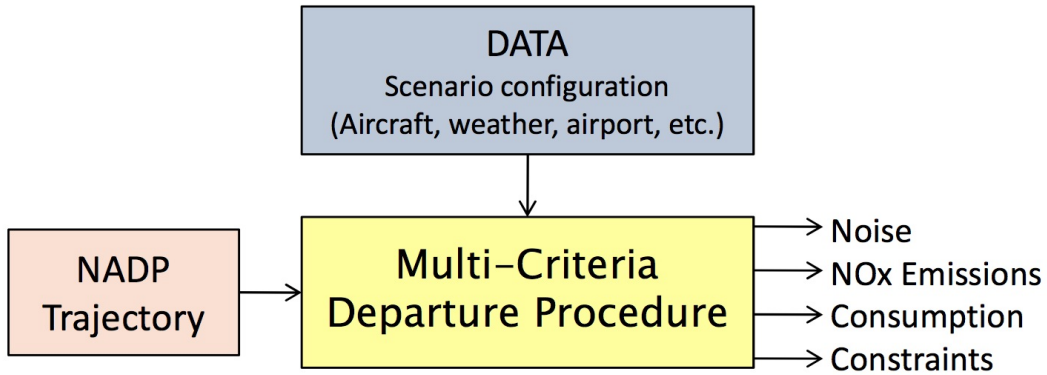 DATA
Scenario configuration
(Aircraft, weather, airport, etc.)
NADP
Trajectory
Multi-Criteria
Departure Procedure
Noise
NOx Emissions
Consumption
Constraints